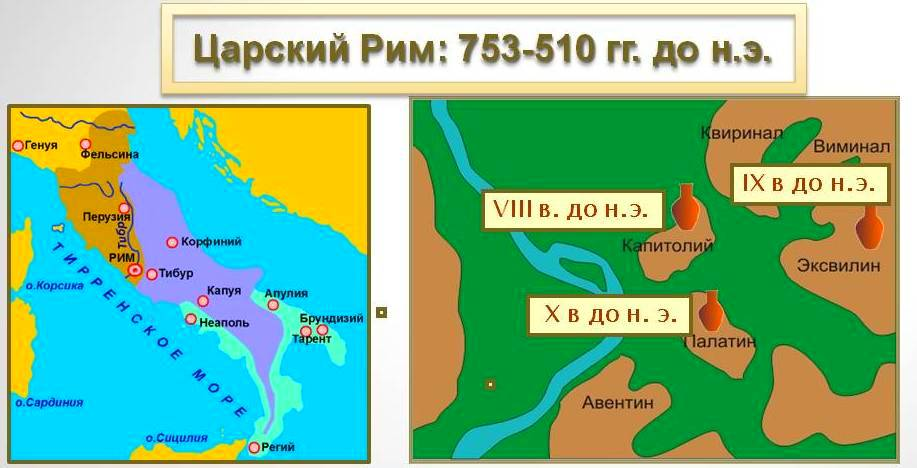 Царский Рим: 753-510 гг. до н.э.
Генуя
Фельсина
Перузия
Тибр
Корфиний
РИМ
Тибур
о.Корсика
Капуя
Апулия
Неаполь
Брундизий
Тарент
ТИРРЕНСКОЕ МОРЕ
о.Сардиния
о.Сицилия
Регий
Квиринал
Виминал
IX в до н.э.
VIII в. до н.э.
Капитолий
Эксвилин
X в до н. э.
Палатин
Авентин